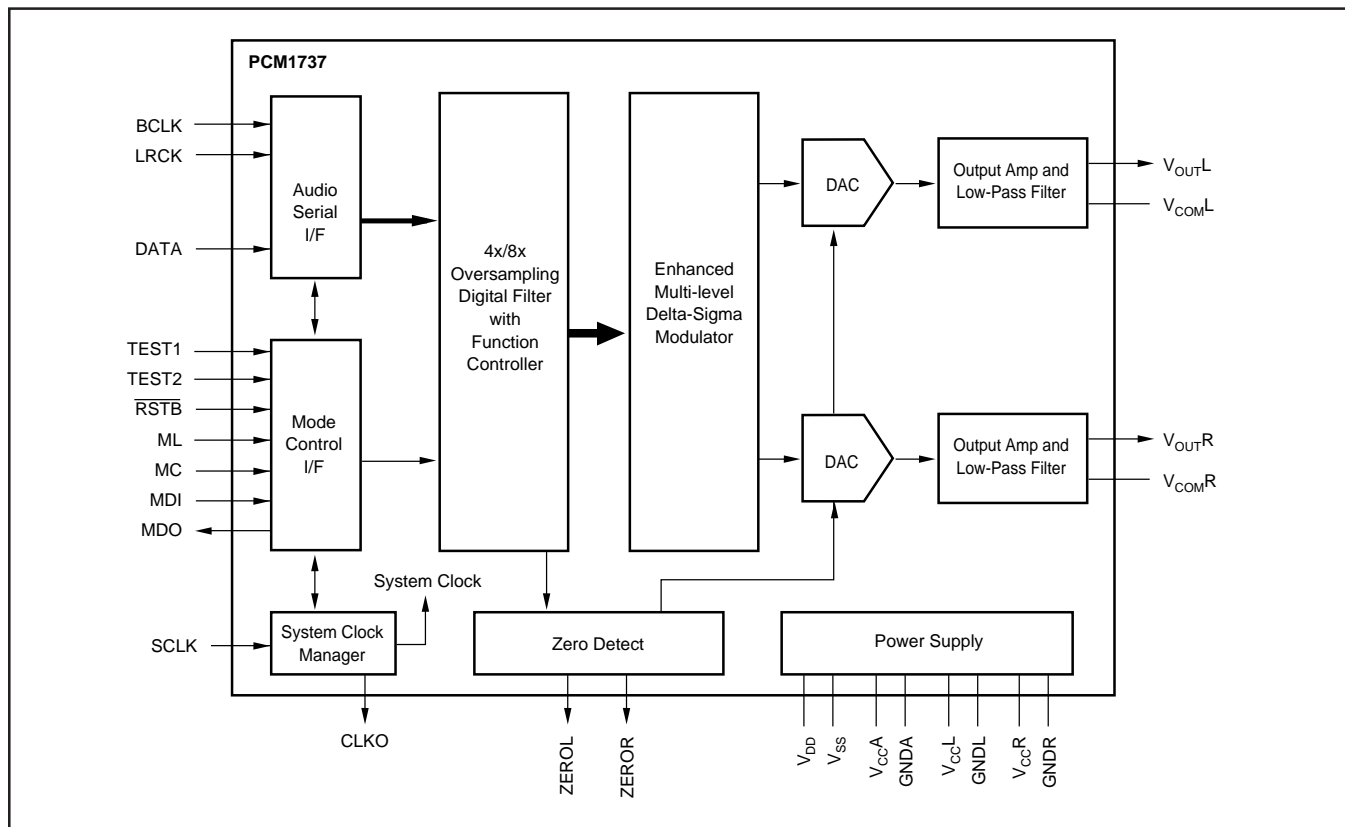 PCM1737
BCLK
LRCK
DATA
Audio
Serial
I/F
TEST1
TEST2
RSTB
ML
MC
MDI
MDO
Mode
Control
I/F
SCLK
System Clock
Manager
System Clock
CLKO
4x/8x
Oversampling
Digital Filter
with
Function
Controller
Enhanced
Multi-level
Delta-Sigma
Modulator
DAC
Output Amp and
Low-Pass Filter
VOUTL
VCOML
DAC
Output Amp and
Low-Pass Filter
VOUTR
VCOMR
Zero Detect
ZEROL
ZEROR
Power Supply
VDD
VSS
VCCA
GNDA
VCCL
GNDL
VCCR
GNDR